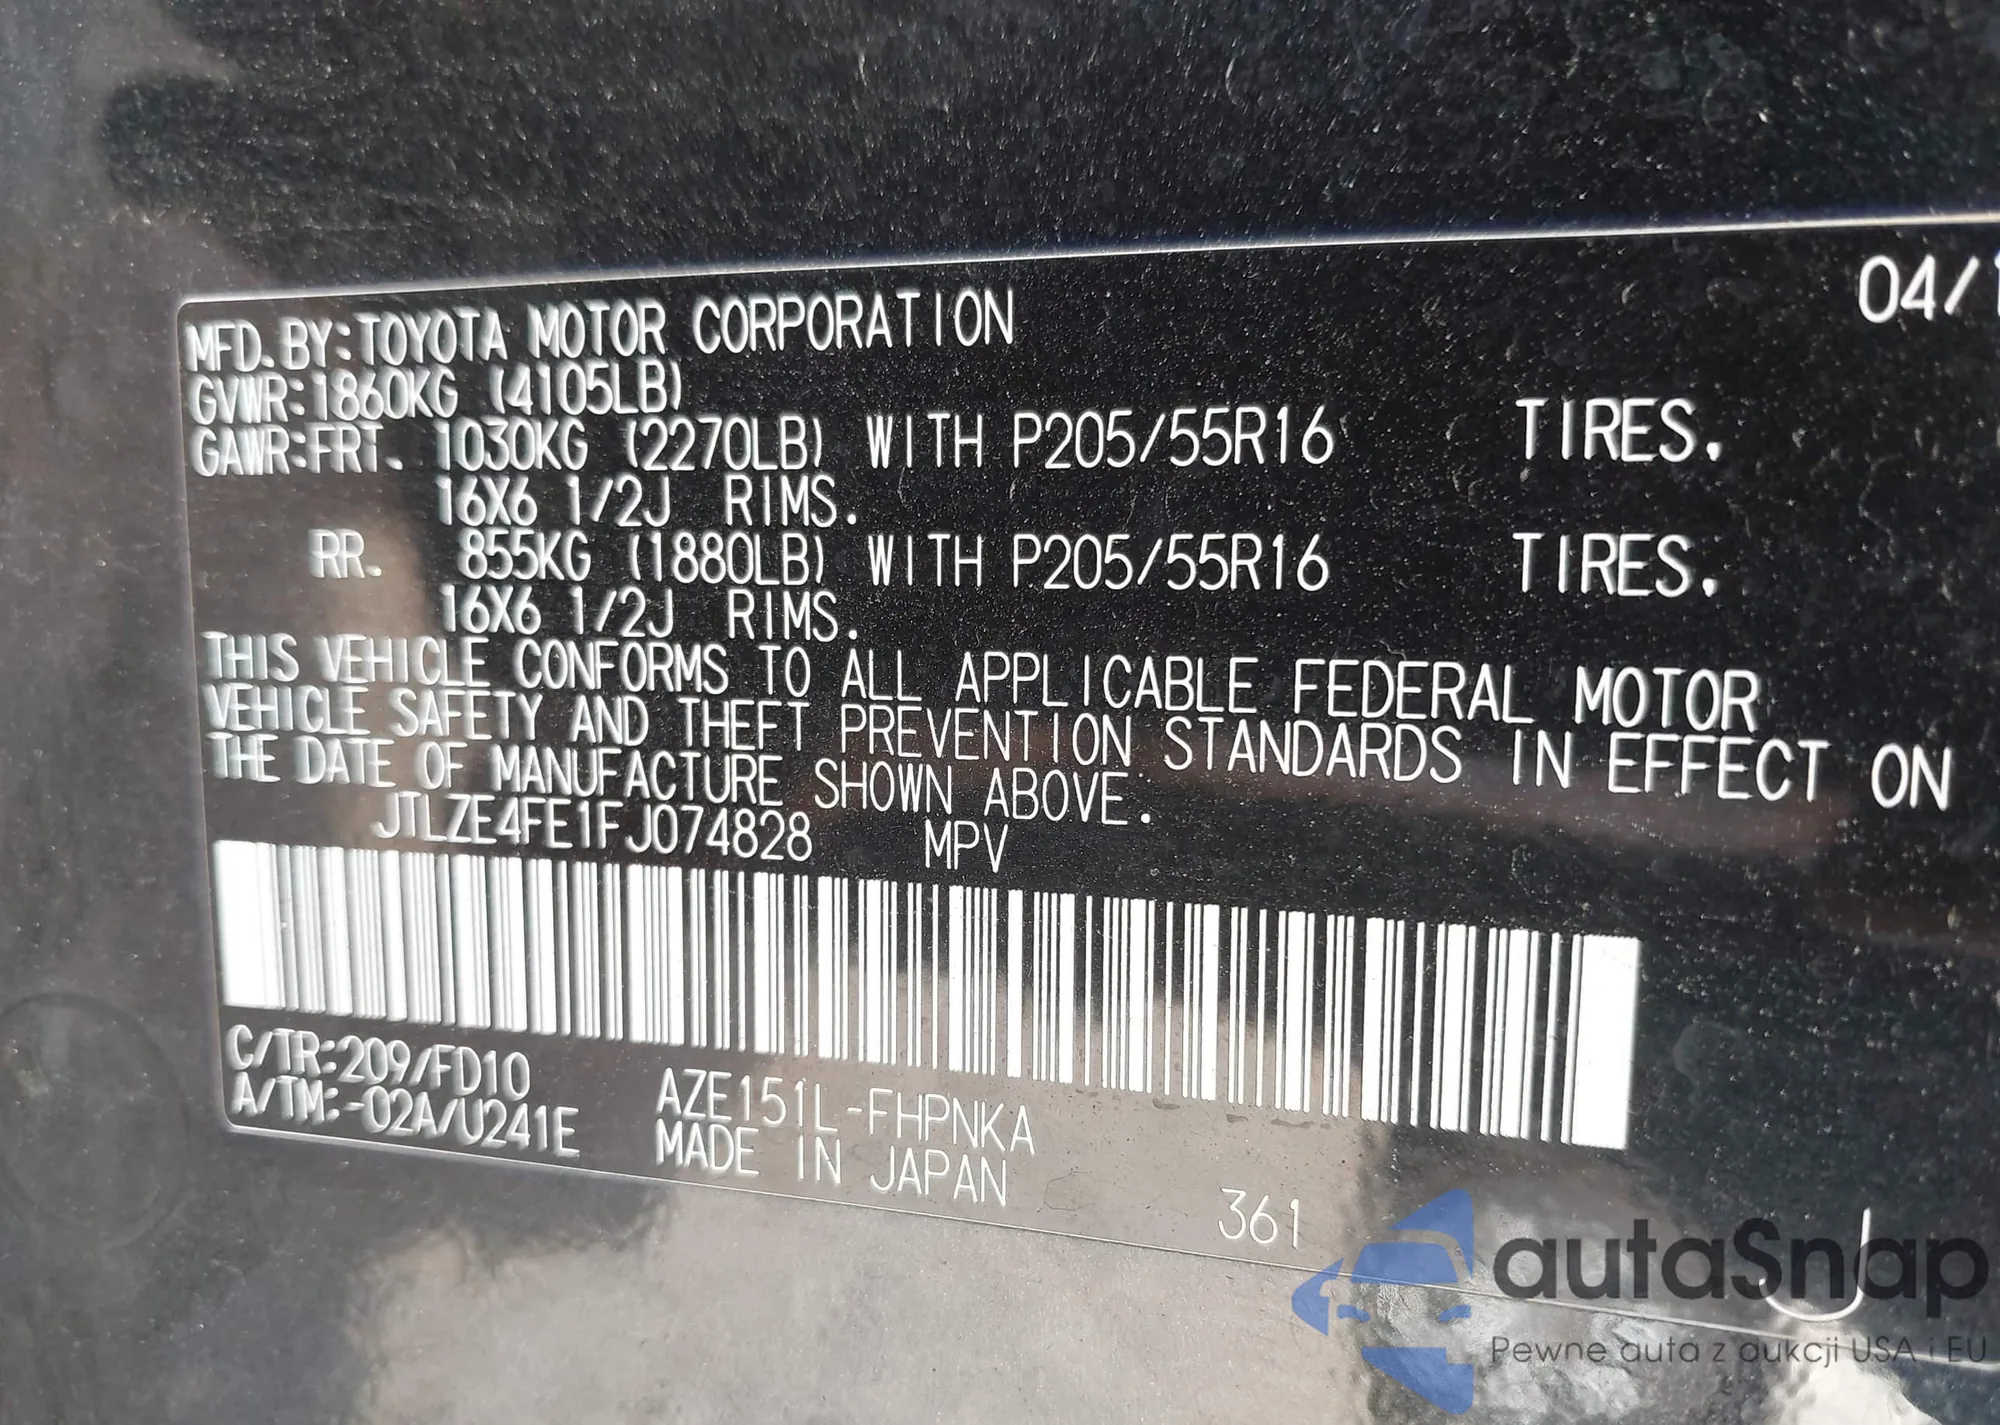 04/1
MFD. BY:TOYOTA MOTOR CORPORATION
GVWR:1860KG (4105LB)
GAWR:FRT. 1030KG (2270LB) WITH P205/55R16 TIRES.
16X6 1/2J RIMS.
RR. 855KG (1880LB) WITH P205/55R16 TIRES.
16X6 1/2J RIMS.
THIS VEHICLE CONFORMS TO ALL APPLICABLE FEDERAL MOTOR
VEHICLE SAFETY AND THEFT PREVENTION STANDARDS IN EFFECT ON
THE DATE OF MANUFACTURE SHOWN ABOVE.
JTLZE4FE1FJ074828 MPV
C/TR:209/FD10
A/TM:-02A/U241E
AZE151L-FHPNKA
MADE IN JAPAN
361
J
autaSnap
Pewne auta z aukcji USA i EU